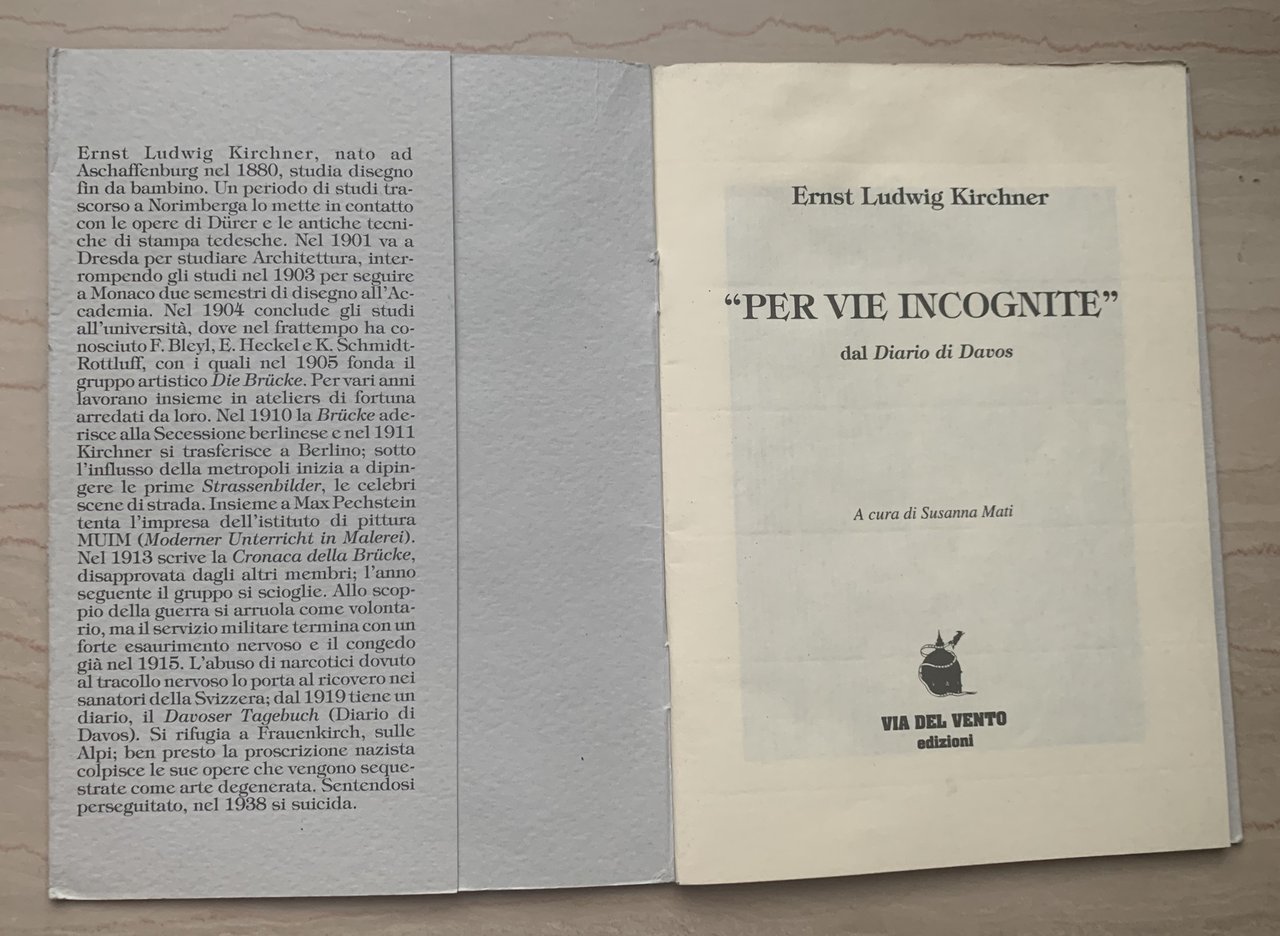 Ernst Ludwig Kirchner, nato ad
Aschaffenburg nel 1880, studia disegno
fin da bambino. Un periodo di studi tra-
scorso a Norimberga lo mette in contatto
con le opere di Dürer e le antiche tecni-
che di stampa tedesche. Nel 1901 va a
Dresda per studiare Architettura, inter-
rompendo gli studi nel 1903 per seguire
a Monaco due semestri di disegno all'Ac-
cademia. Nel 1904 conclude gli studi
all'università, dove nel frattempo ha co-
nosciuto F. Bleyl, E. Heckel e K. Schmidt-
Rottluff, con i quali nel 1905 fonda il
gruppo artistico Die Brücke. Per vari anni
lavorano insieme in ateliers di fortuna
arredati da loro. Nel 1910 la Brücke ade-
risce alla Secessione berlinese e nel 1911
Kirchner si trasferisce a Berlino; sotto
l'influsso della metropoli inizia a dipin-
gere le prime Strassenbilder, le celebri
scene di strada. Insieme a Max Pechstein
tenta l'impresa dell'istituto di pittura
MUIM (Moderner Unterricht in Malerei).
Nel 1913 scrive la Cronaca della Brücke,
disapprovata dagli altri membri; l'anno
seguente il gruppo si scioglie. Allo scop-
pio della guerra si arruola come volonta-
rio, ma il servizio militare termina con un
forte esaurimento nervoso e il congedo
già nel 1915. L'abuso di narcotici dovuto
al tracollo nervoso lo porta al ricovero nei
sanatori della Svizzera; dal 1919 tiene un
diario, il Davoser Tagebuch (Diario di
Davos). Si rifugia a Frauenkirch, sulle
Alpi; ben presto la proscrizione nazista
colpisce le sue opere che vengono seque-
strate come arte degenerata. Sentendosi
perseguitato, nel 1938 si suicida.
Ernst Ludwig Kirchner
“PER VIE INCOGNITE”
dal Diario di Davos
A cura di Susanna Mati
VIA DEL VENTO
edizioni